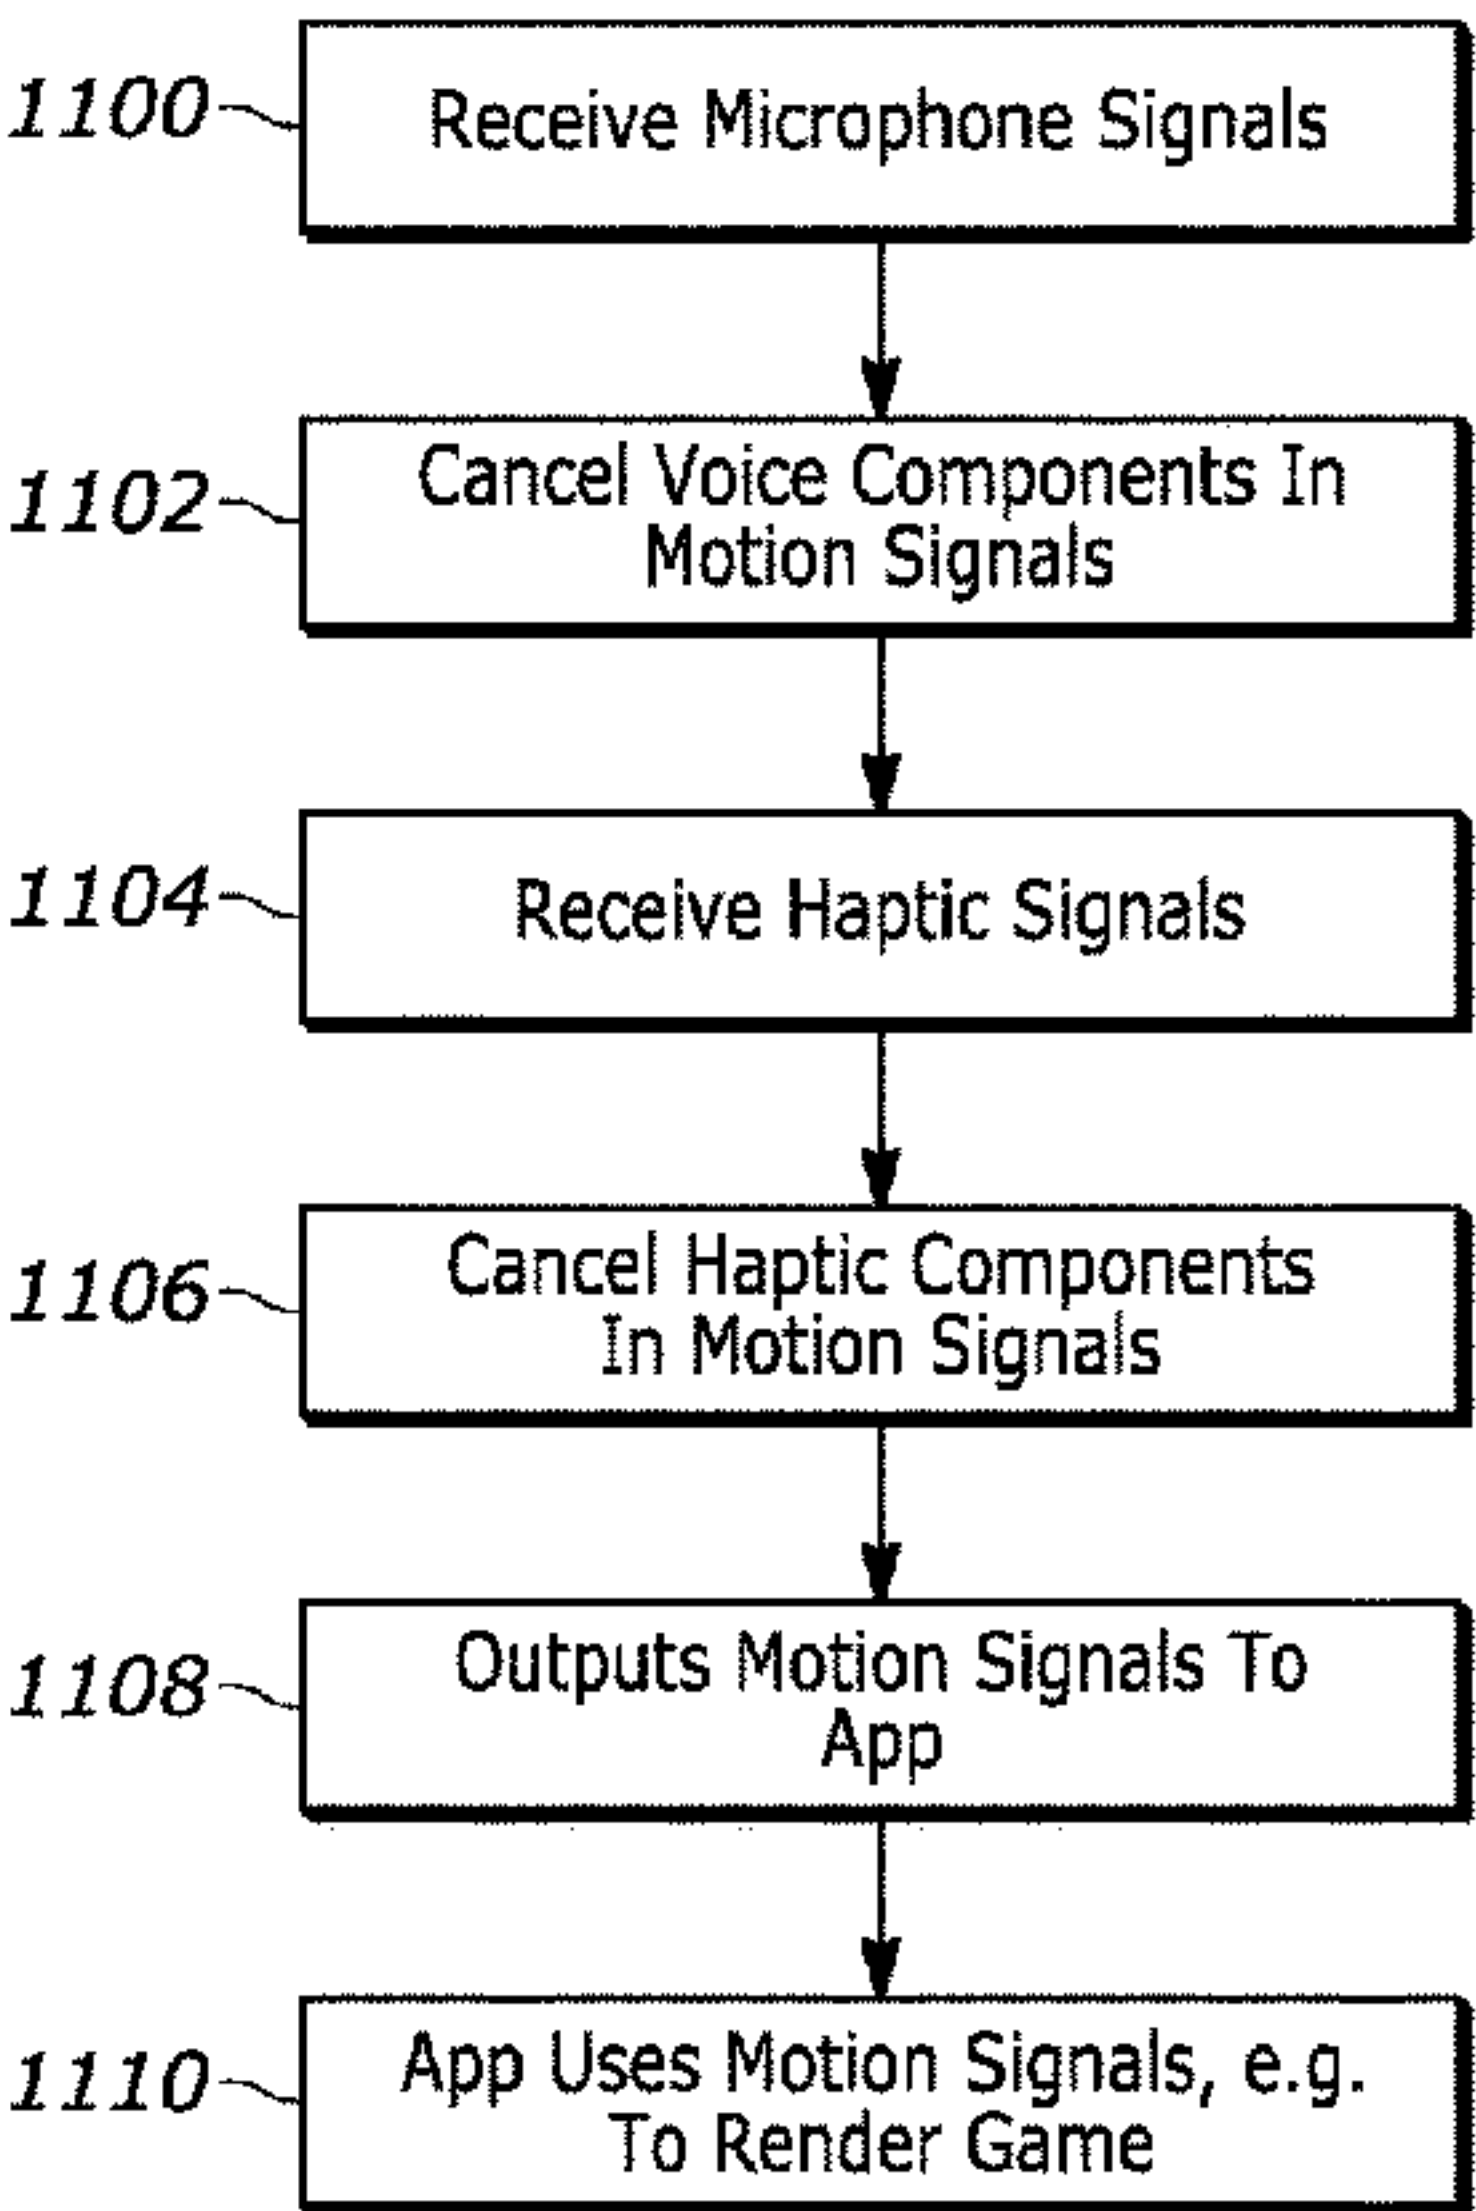 1100
Receive Microphone Signals
1102
Cancel Voice Components In
Motion Signals
1104
Receive Haptic Signals
1106
Cancel Haptic Components
In Motion Signals
1108
Outputs Motion Signals To
App
1110
App Uses Motion Signals, e.g.
To Render Game